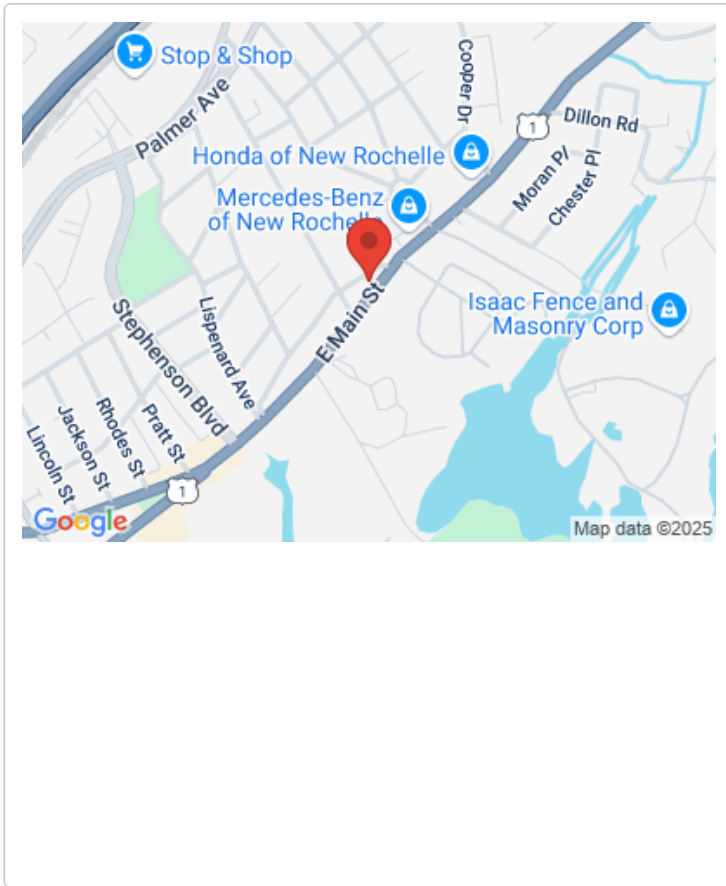 Stop & Shop
Palmer Ave
Cooper Dr
1
Dillon Rd
Honda of New Rochelle
Moran Pl
Chester Pl
Mercedes-Benz
of New Rochelle
E Main St
Isaac Fence and
Masonry Corp
Stephenson Blvd
Lispenard Ave
Pratt St
Rhodes St
Jackson St
Lincoln St
1
Google
Map data ©2025